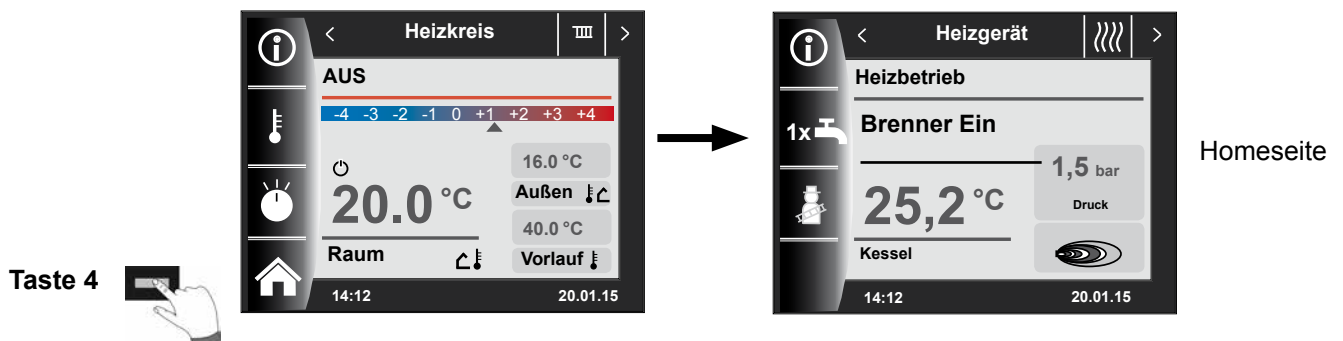 Taste 4
< Heizkreis >
AUS
-4 -3 -2 -1 0 +1 +2 +3 +4
16.0 °C
Außen
20.0 °C
40.0 °C
Raum
Vorlauf
14:12 20.01.15
< Heizgerät >
Heizbetrieb
1x
Brenner Ein
1,5 bar
Druck
25,2 °C
Kessel
14:12 20.01.15
Homeseite